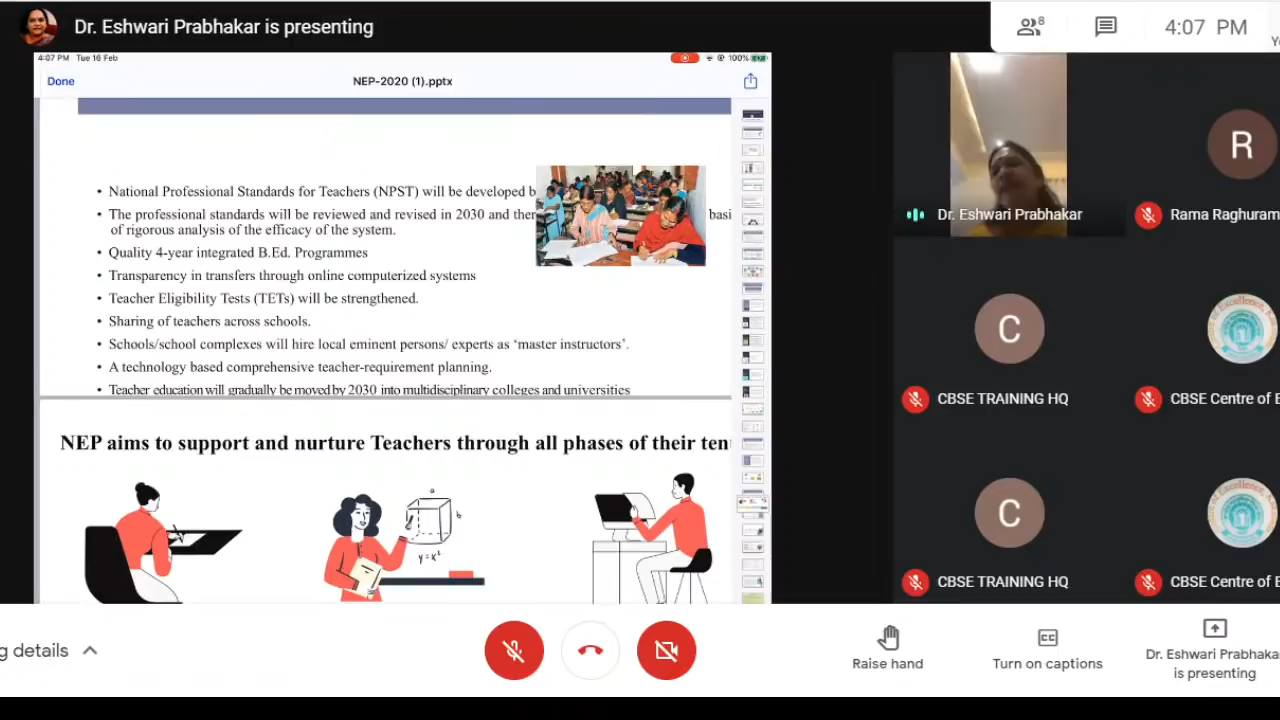 Dr. Eshwari Prabhakar is presenting
8
4:07 PM
4:07 PM Tue 16 Feb
100%
Done
NEP-2020 (1).pptx
• National Professional Standards for Teachers (NPST) will be developed b
• The professional standards will be reviewed and revised in 2030 and ther basi
of rigorous analysis of the efficacy of the system.
• Quality 4-year integrated B.Ed. Programmes
• Transparency in transfers through online computerized systems
• Teacher Eligibility Tests (TETs) will be strengthened.
• Sharing of teachers across schools.
• Schools/school complexes will hire local eminent persons/ experts as ‘master instructors’.
• A technology based comprehensive teacher-requirement planning.
• Teacher education will gradually be moved by 2030 into multidisciplinary colleges and universities
NEP aims to support and nurture Teachers through all phases of their ten
a
b
y=x²
Dr. Eshwari Prabhakar
R
Rama Raghuram
C
CBSE TRAINING HQ
CBSE Centre of E
C
CBSE TRAINING HQ
CBSE Centre of E
g details
Raise hand
CC
Turn on captions
Dr. Eshwari Prabhaka
is presenting